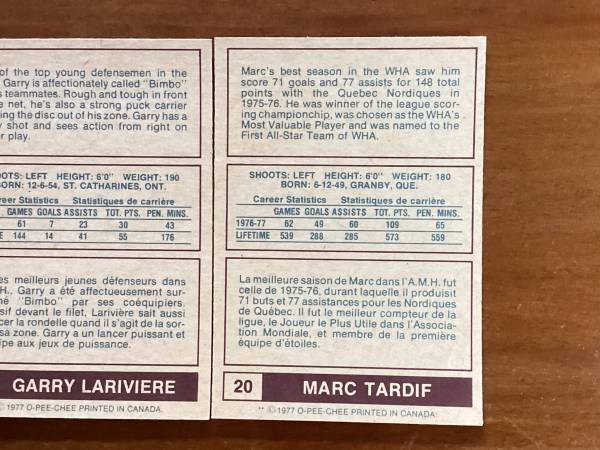 of the top young defensemen in the
Garry is affectionately called "Bimbo"
s teammates. Rough and tough in front
e net, he's also a strong puck carrier
ing the disc out of his zone. Garry has a
y shot and sees action from right on
er play.
OOTS: LEFT HEIGHT: 6'0" WEIGHT: 190
BORN: 12-6-54, ST. CATHARINES, ONT.
areer Statistics Statistiques de carrière
GAMES GOALS ASSISTS TOT. PTS. PEN. MINS.
61 7 23 30 43
E 144 14 41 55 176
es meilleurs jeunes défenseurs dans
H.. Garry a été affectueusement sur-
mé "Bimbo" par ses coéquipiers.
sif devant le filet, Larivière sait aussi
cer la rondelle quand il s'agit de la sor-
sa zone. Garry a un lancer puissant et
ipe aux jeux de puissance.
GARRY LARIVIERE
© 1977 O-PEE-CHEE PRINTED IN CANADA.
Marc's best season in the WHA saw him
score 71 goals and 77 assists for 148 total
points with the Quebec Nordiques in
1975-76. He was winner of the league scor-
ing championchip, was chosen as the WHA's
Most Valuable Player and was named to the
First All-Star Team of WHA.
SHOOTS: LEFT HEIGHT: 6'0" WEIGHT: 180
BORN: 6-12-49, GRANBY, QUE.
Career Statistics Statistiques de carrière
GAMES GOALS ASSISTS TOT. PTS. PEN. MINS.
1976-77 62 49 60 109 65
LIFETIME 539 288 285 573 559
La meilleure saison de Marc dans l'A.M.H. fut
celle de 1975-76, durant laquelle il produisit
71 buts et 77 assistances pour les Nordiques
de Québec. Il fut le meilleur compteur de la
ligue, le Joueur le Plus Utile dans l'Associa-
tion Mondiale, et membre de la première
équipe d'étoiles.
20 MARC TARDIF
** © 1977 O-PEE-CHEE PRINTED IN CANADA.